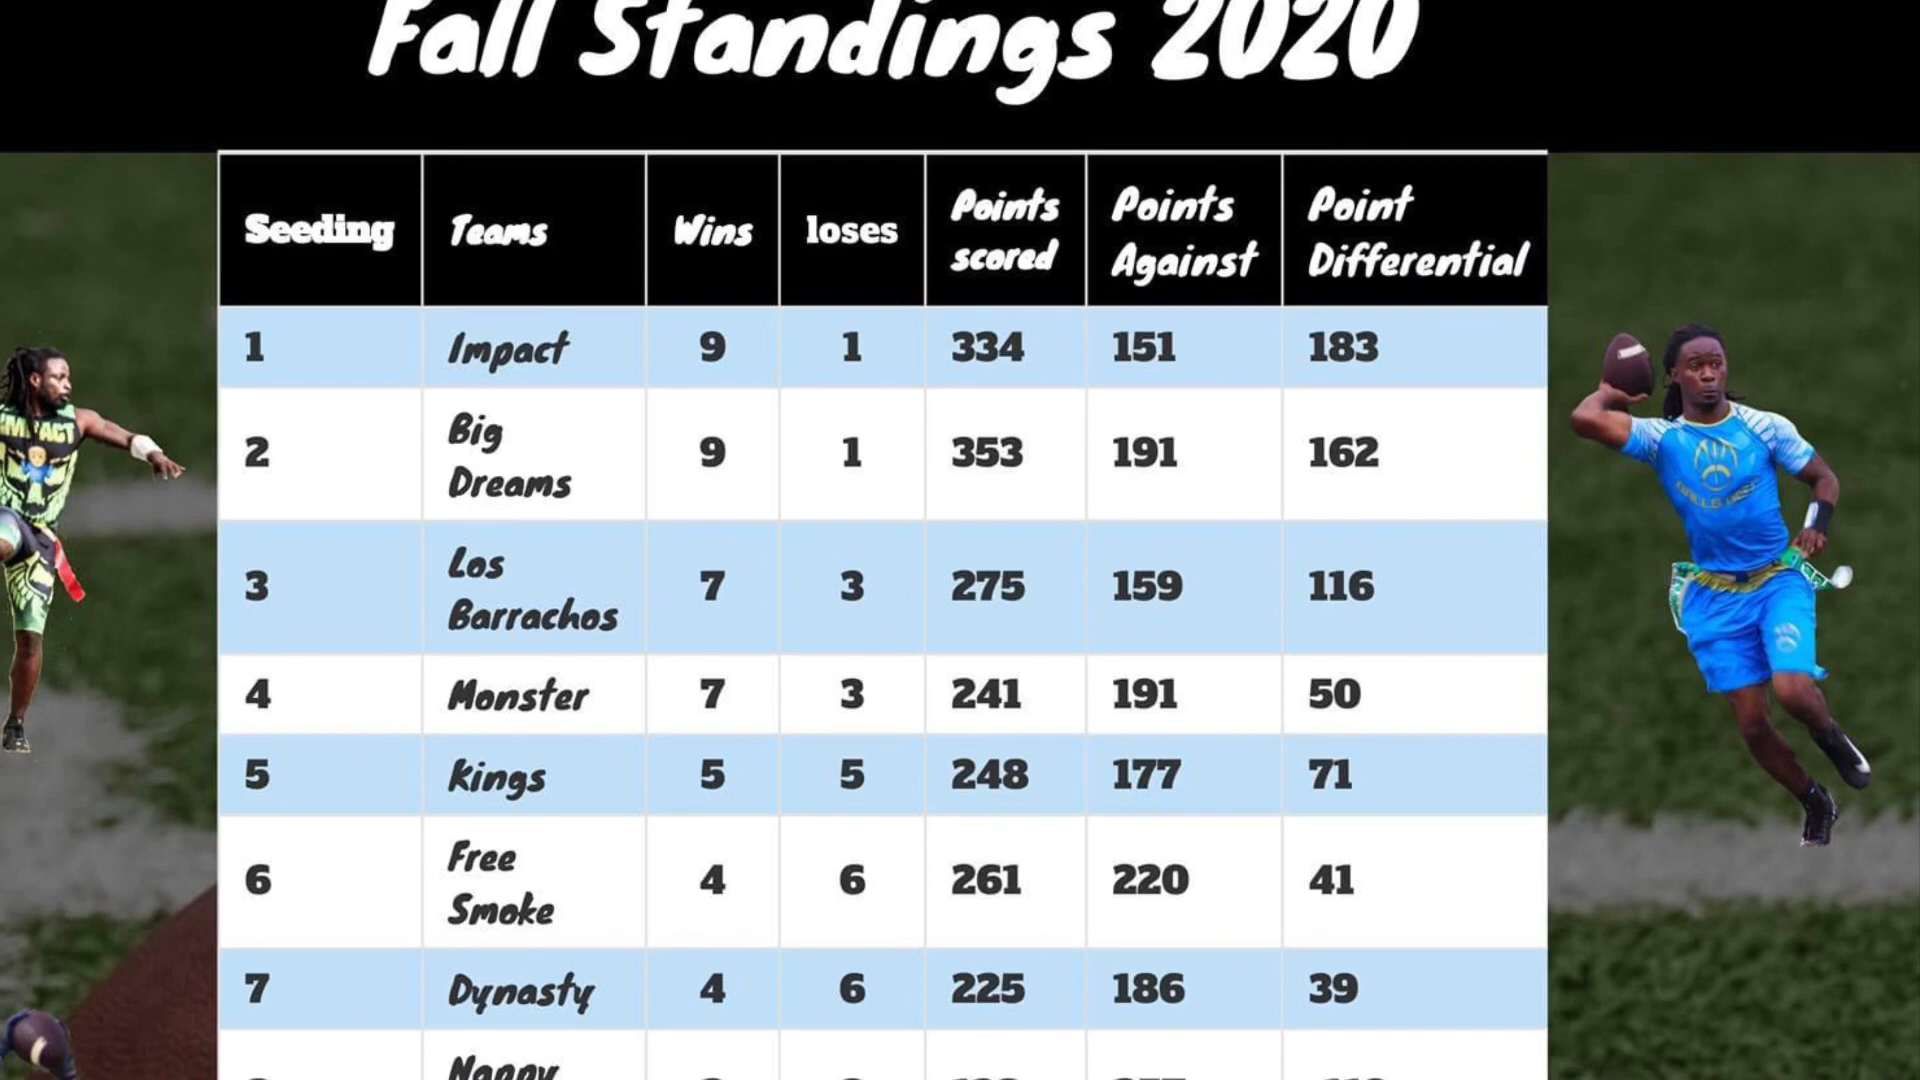 Fall Standings 2020
Seeding Teams Wins loses Points scored Points Against Point Differential
1 Impact 9 1 334 151 183
2 Big Dreams 9 1 353 191 162
3 Los Barrachos 7 3 275 159 116
4 Monster 7 3 241 191 50
5 Kings 5 5 248 177 71
6 Free Smoke 4 6 261 220 41
7 Dynasty 4 6 225 186 39
IMPACT